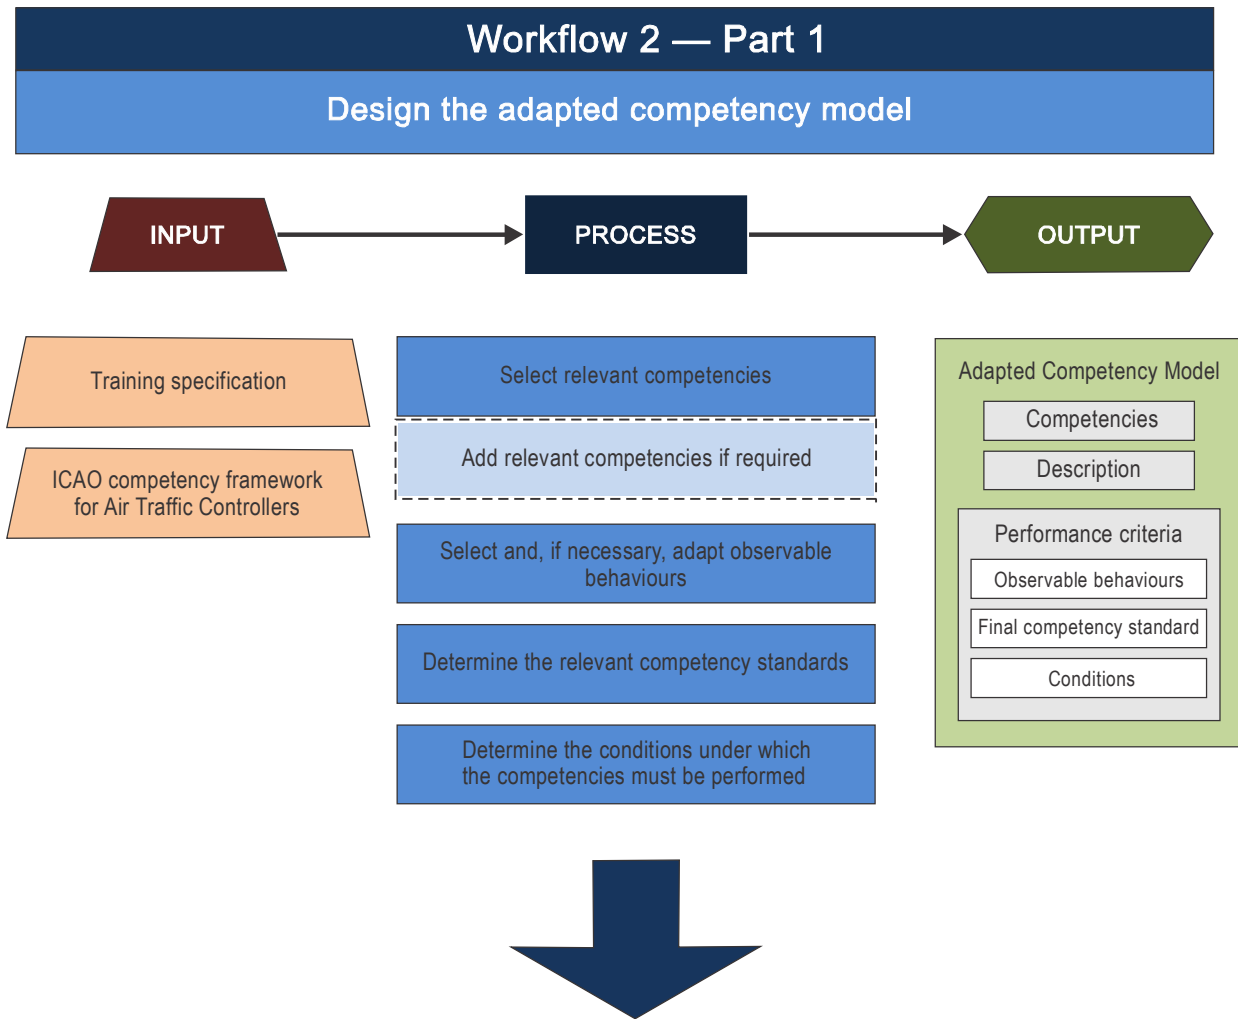 Workflow 2 — Part 1
Design the adapted competency model
INPUT
PROCESS
OUTPUT
Training specification
ICAO competency framework
for Air Traffic Controllers
Select relevant competencies
Add relevant competencies if required
Select and, if necessary, adapt observable
behaviours
Determine the relevant competency standards
Determine the conditions under which
the competencies must be performed
Adapted Competency Model
Competencies
Description
Performance criteria
Observable behaviours
Final competency standard
Conditions